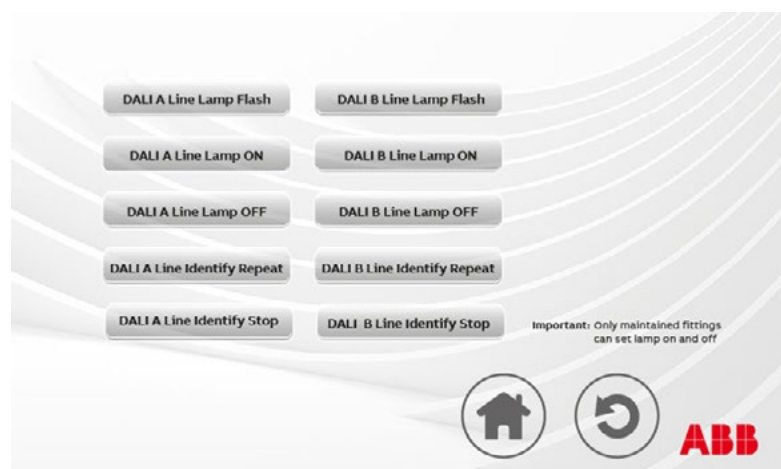 DALI A Line Lamp Flash
DALI B Line Lamp Flash
DALI A Line Lamp ON
DALI B Line Lamp ON
DALI A Line Lamp OFF
DALI B Line Lamp OFF
DALI A Line Identify Repeat
DALI B Line Identify Repeat
DALI A Line Identify Stop
DALI B Line Identify Stop
Important: Only maintained fittings
can set lamp on and off
ABB